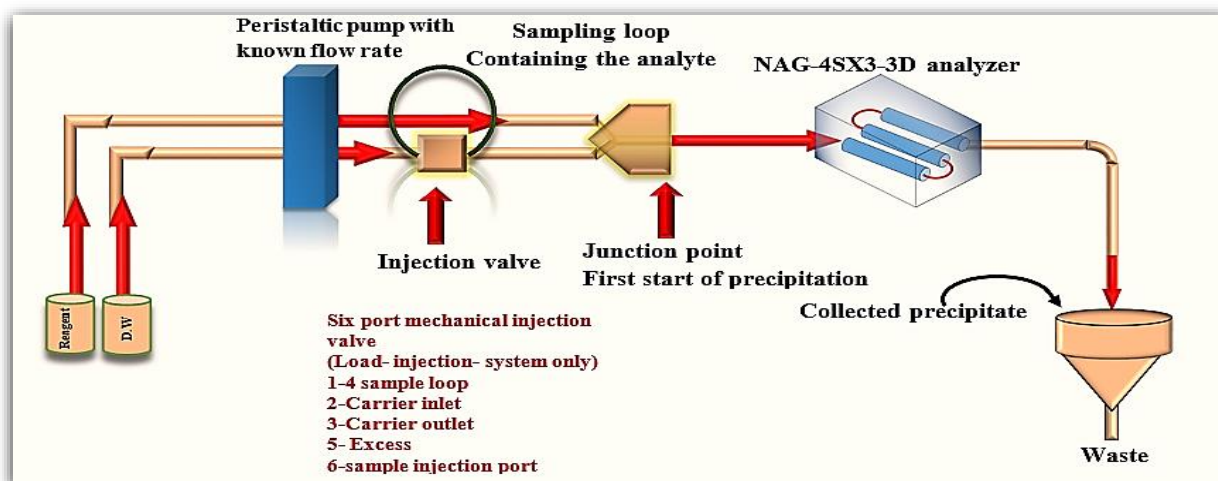 Peristaltic pump with
known flow rate
Sampling loop
Containing the analyte
NAG-4SX3-3D analyzer
Injection valve
Junction point
First start of precipitation
Collected precipitate
Reagent
D.W
Six port mechanical injection
valve
(Load- injection- system only)
1-4 sample loop
2-Carrier inlet
3-Carrier outlet
5- Excess
6-sample injection port
Waste